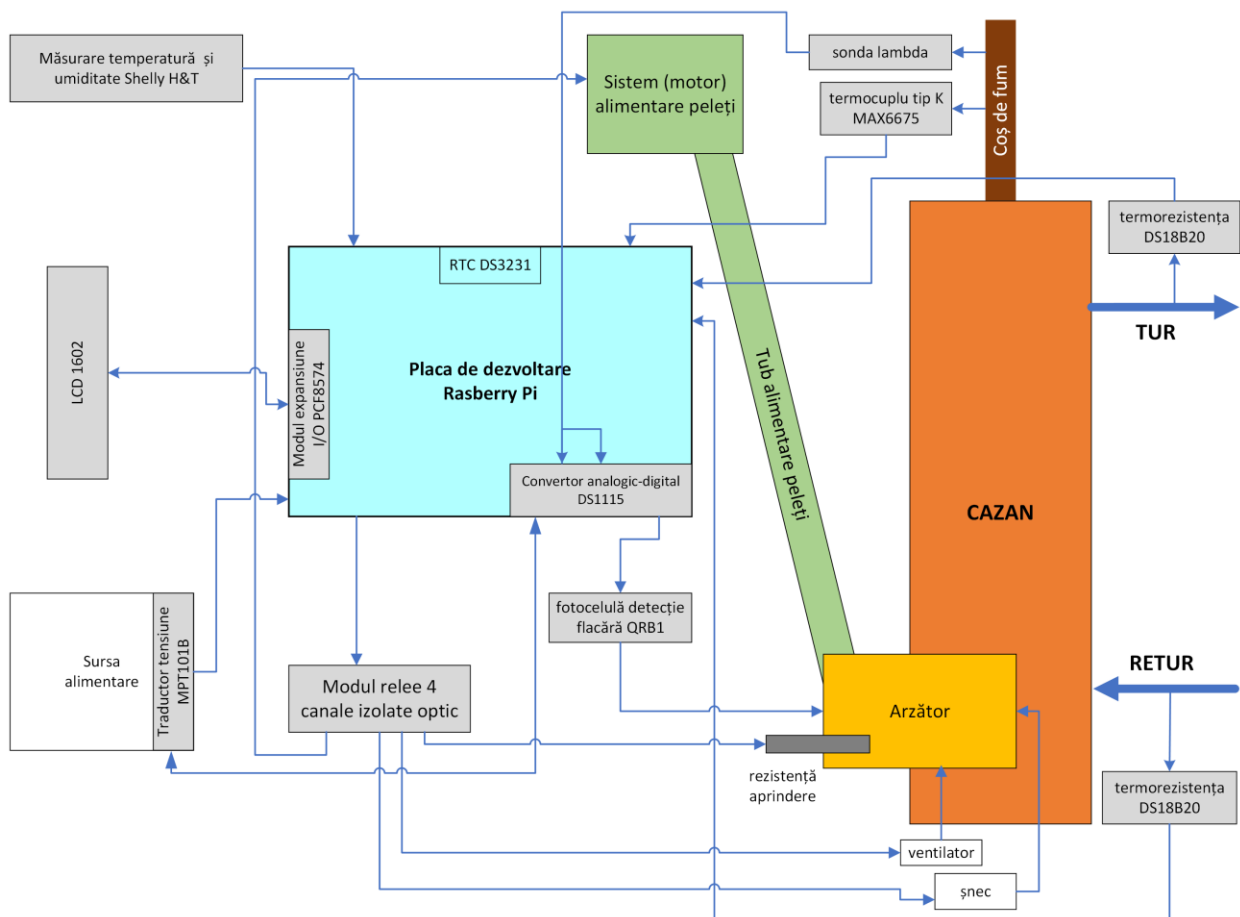 Măsurare temperatură și
umiditate Shelly H&T
Sistem (motor)
alimentare peleți
sonda lambda
termocuplu tip K
MAX6675
Coș de fum
termorezistența
DS18B20
RTC DS3231
TUR
LCD 1602
Modul expansiune
I/O PCF8574
Placa de dezvoltare
Rasberry Pi
Tub alimentare peleți
Convertor analogic-digital
DS1115
CAZAN
Sursa
alimentare
Traductor tensiune
MPT101B
fotocelulă detecție
flacără QRB1
Modul relee 4
canale izolate optic
Arzător
RETUR
rezistență
aprindere
termorezistența
DS18B20
ventilator
șnec